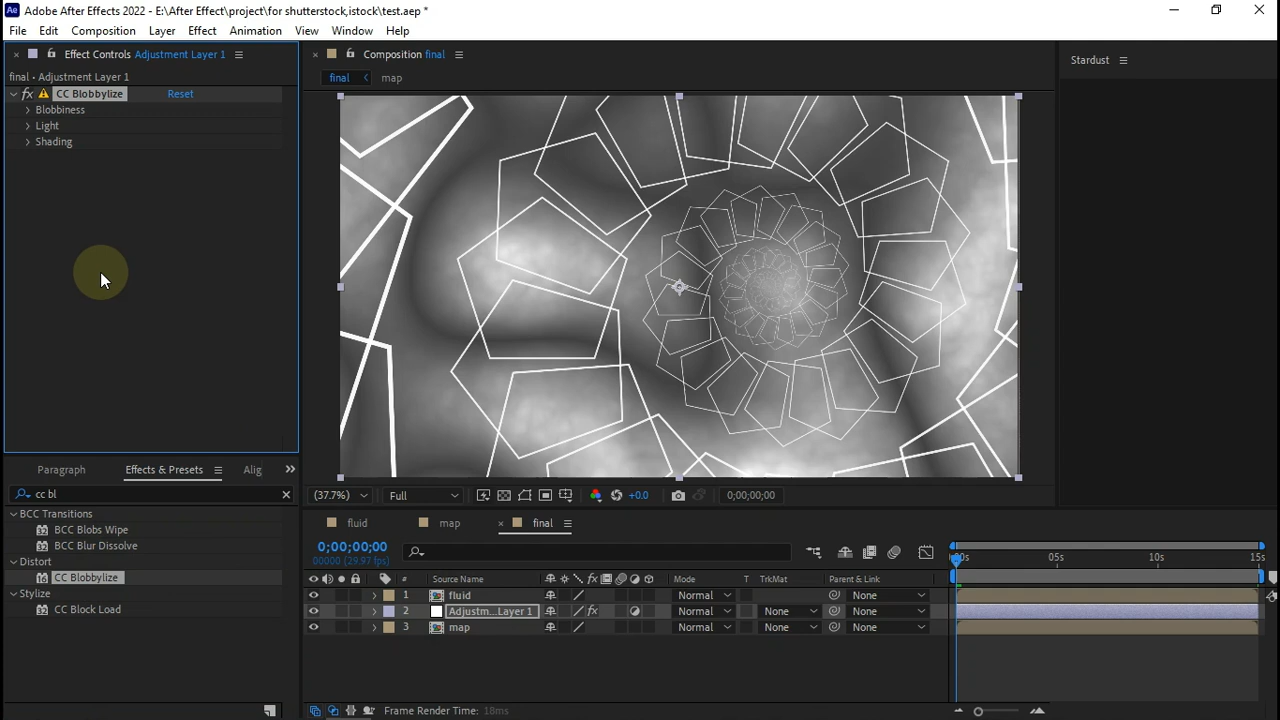 Ae Adobe After Effects 2022 - E:\After Effect\project\for shutterstock,istock\test.aep *
File Edit Composition Layer Effect Animation View Window Help
Effect Controls Adjustment Layer 1
final • Adjustment Layer 1
fx CC Blobbylize Reset
Blobbiness
Light
Shading
Composition final
final map
Stardust
(37.7%) Full +0.0 0;00;00;00
Paragraph Effects & Presets Alig
cc bl
BCC Transitions
BCC Blobs Wipe
BCC Blur Dissolve
Distort
CC Blobbylize
Stylize
CC Block Load
fluid map final
0;00;00;00
00000 (29.97 fps)
# Source Name fx Mode T TrkMat Parent & Link
1 fluid Normal None
2 Adjustm...Layer 1 fx Normal None None
3 map Normal None None
05s 10s 15s
Frame Render Time: 18ms